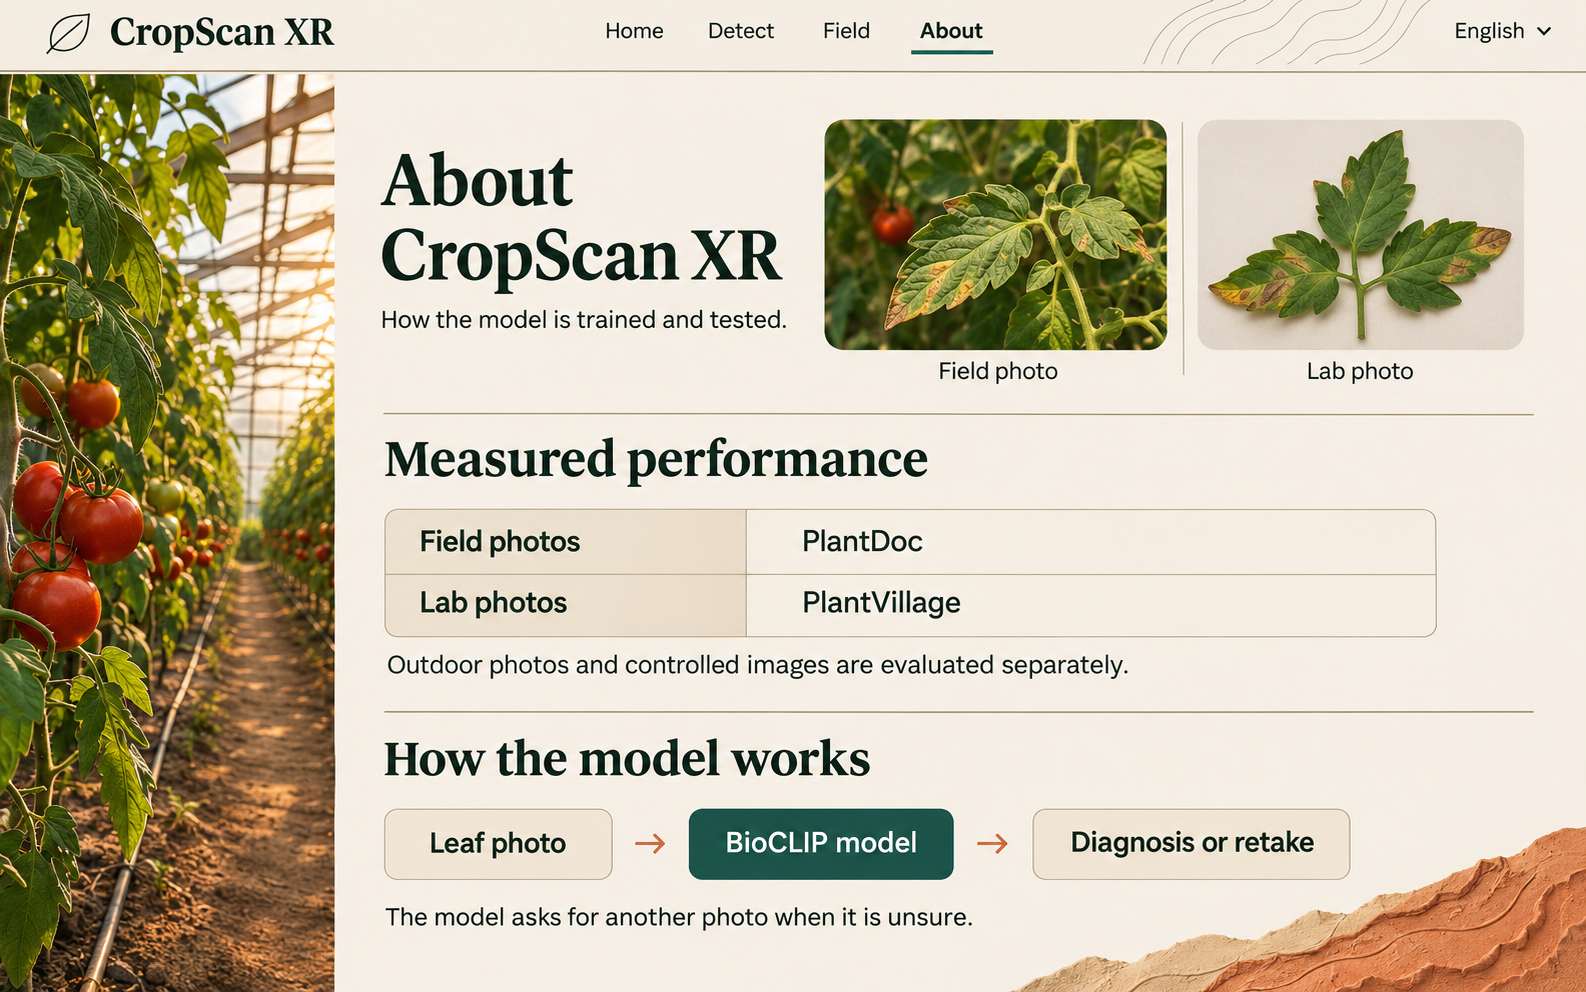 CropScan XR
Home
Detect
Field
About
English
About
CropScan XR
How the model is trained and tested.
Field photo
Lab photo
Measured performance
Field photos
PlantDoc
Lab photos
PlantVillage
Outdoor photos and controlled images are evaluated separately.
How the model works
Leaf photo
BioCLIP model
Diagnosis or retake
The model asks for another photo when it is unsure.